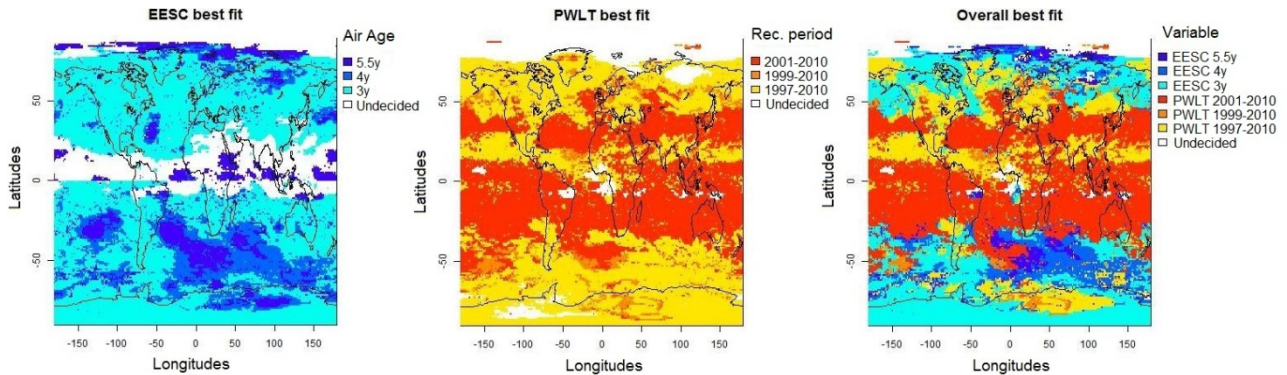 EESC best fit
Air Age
5.5y
4y
3y
Undecided
Latitudes
50
0
-50
-150
-100
-50
0
50
100
150
Longitudes
PWLT best fit
Rec. period
2001-2010
1999-2010
1997-2010
Undecided
Latitudes
50
0
-50
-150
-100
-50
0
50
100
150
Longitudes
Overall best fit
Variable
EESC 5.5y
EESC 4y
EESC 3y
PWLT 2001-2010
PWLT 1999-2010
PWLT 1997-2010
Undecided
Latitudes
50
0
-50
-150
-100
-50
0
50
100
150
Longitudes